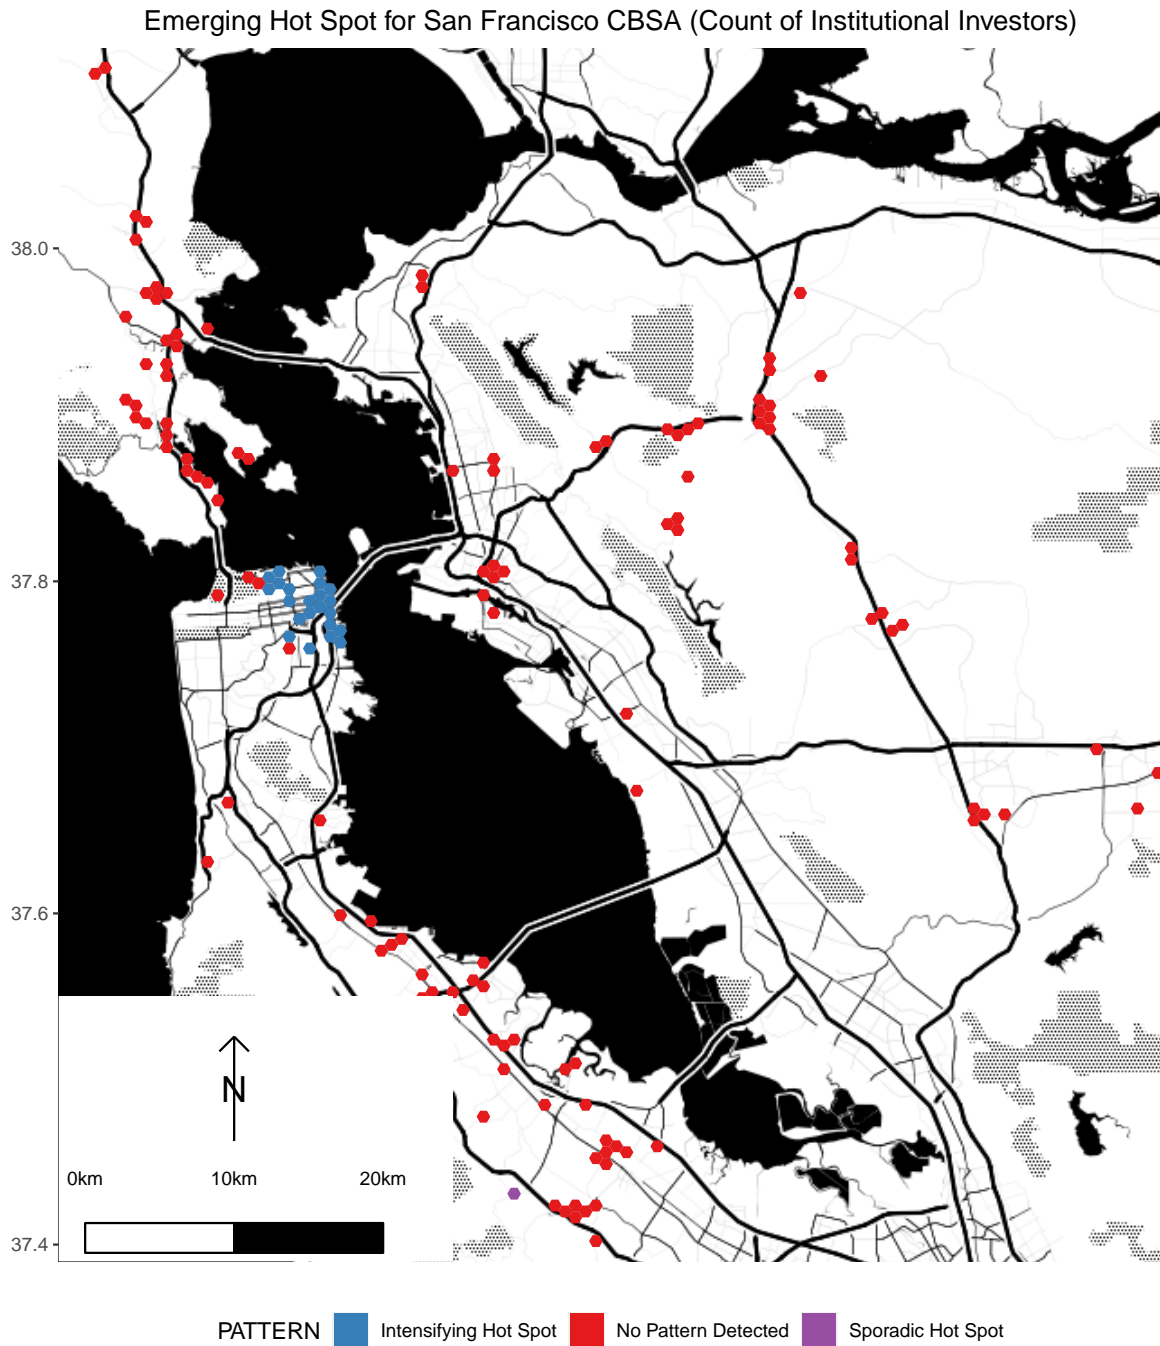 Emerging Hot Spot for San Francisco CBSA (Count of Institutional Investors)
38.0
37.8
37.6
37.4
N
0km 10km 20km
PATTERN Intensifying Hot Spot No Pattern Detected Sporadic Hot Spot